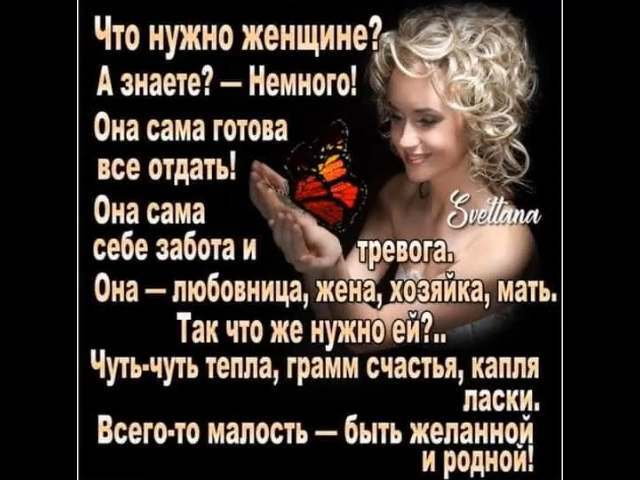 Что нужно женщине?
А знаете? — Немного!
Она сама готова
все отдать!
Она сама
Svettana
себе забота и тревога.
Она — любовница, жена, хозяйка, мать.
Так что же нужно ей?..
Чуть-чуть тепла, грамм счастья, капля
ласки.
Всего-то малость — быть желанной
и родной!